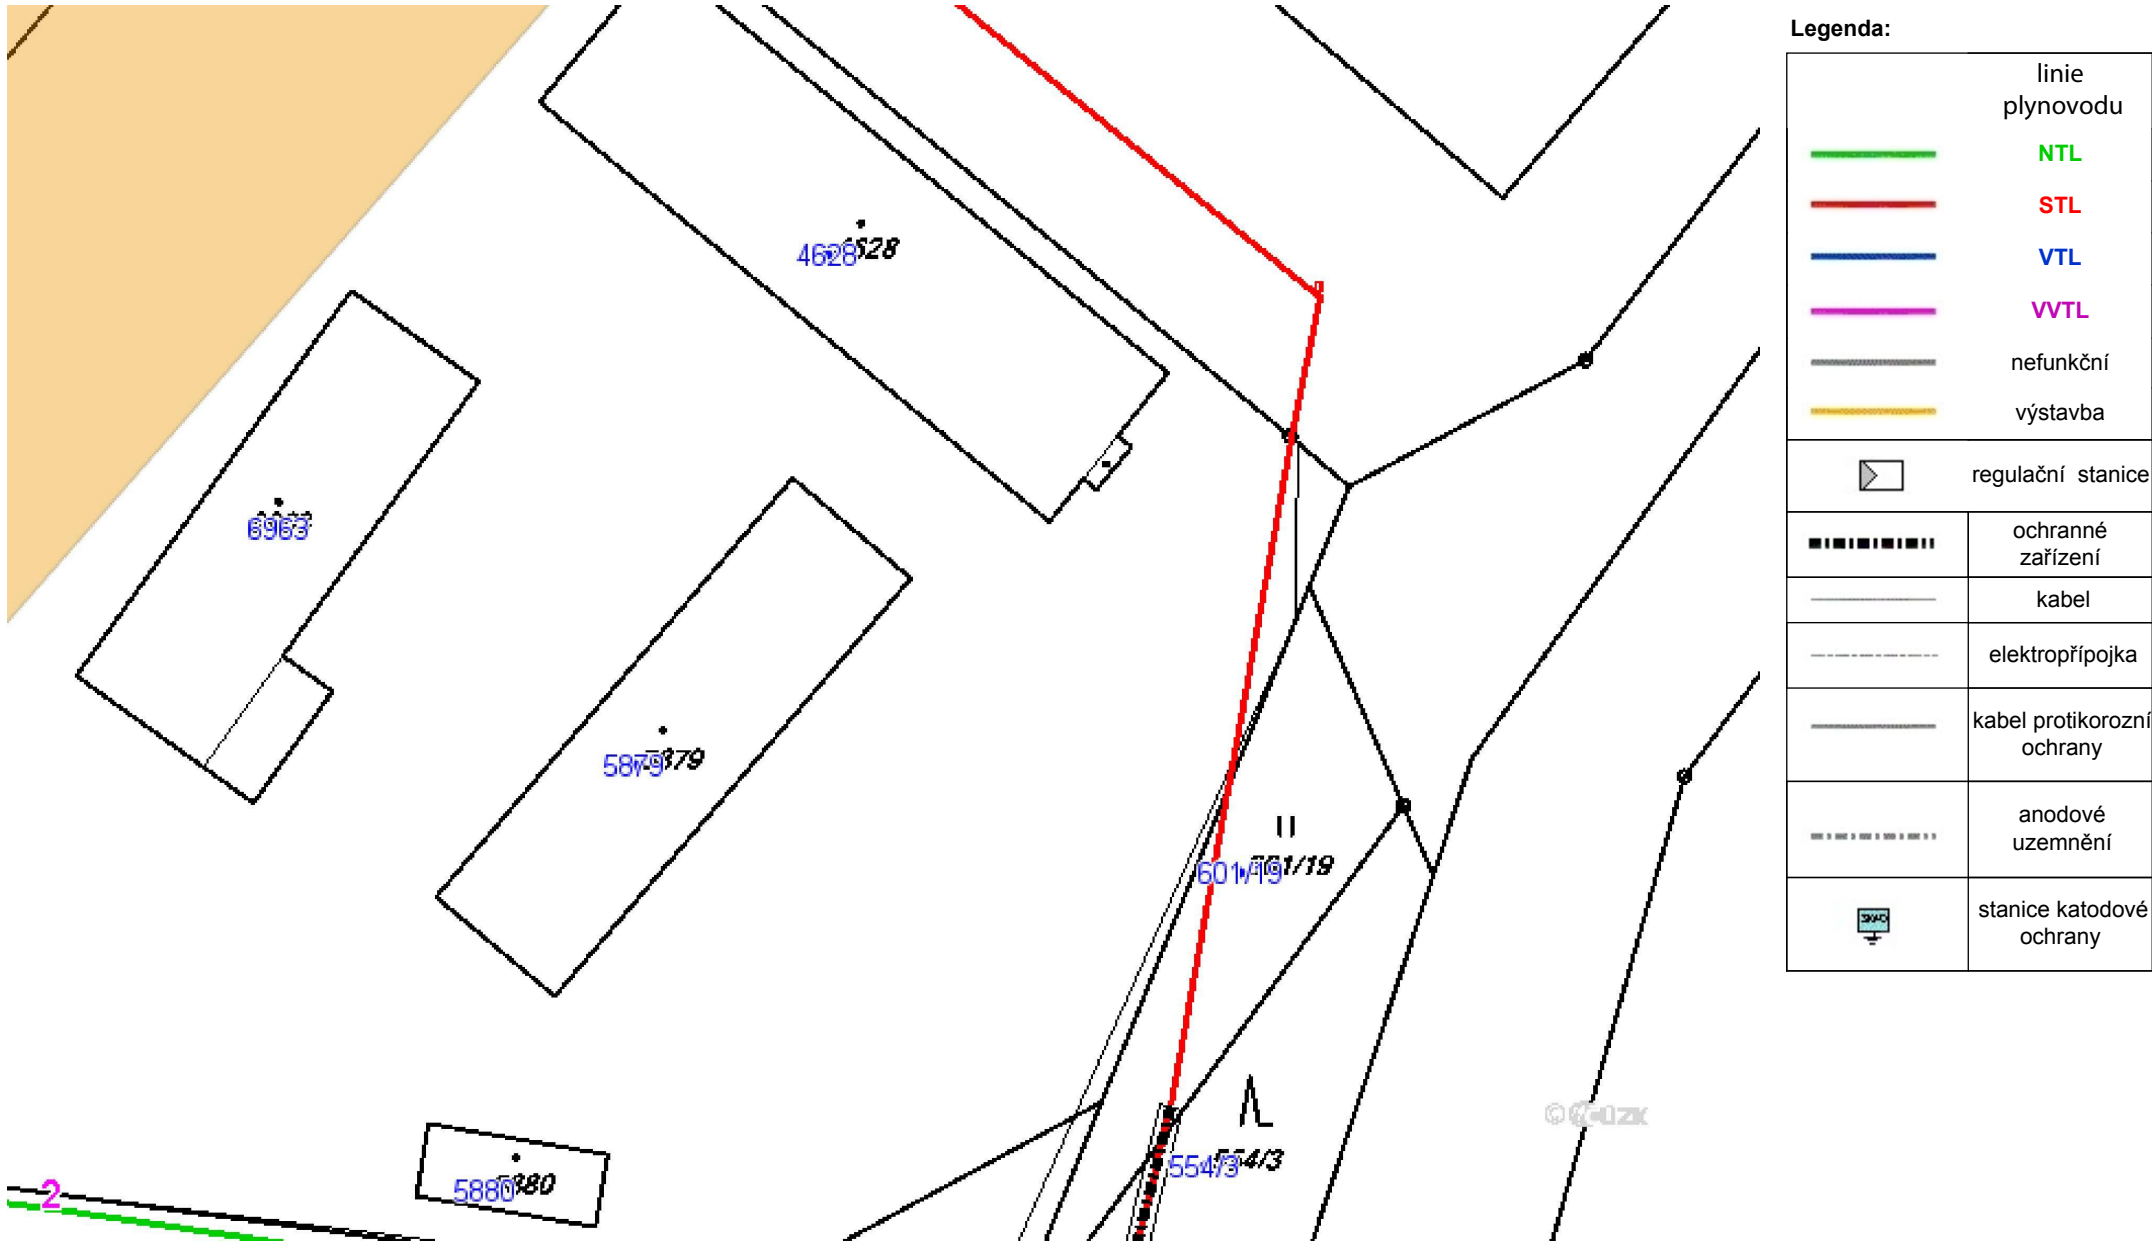 Legenda:
linie
plynovodu
NTL
STL
VTL
VVTL
nefunkční
výstavba
regulační stanice
ochranné
zařízení
kabel
elektropřípojka
kabel protikorozní
ochrany
anodové
uzemnění
stanice katodové
ochrany
4628
6963
5879
601/19
554/3
5880
2